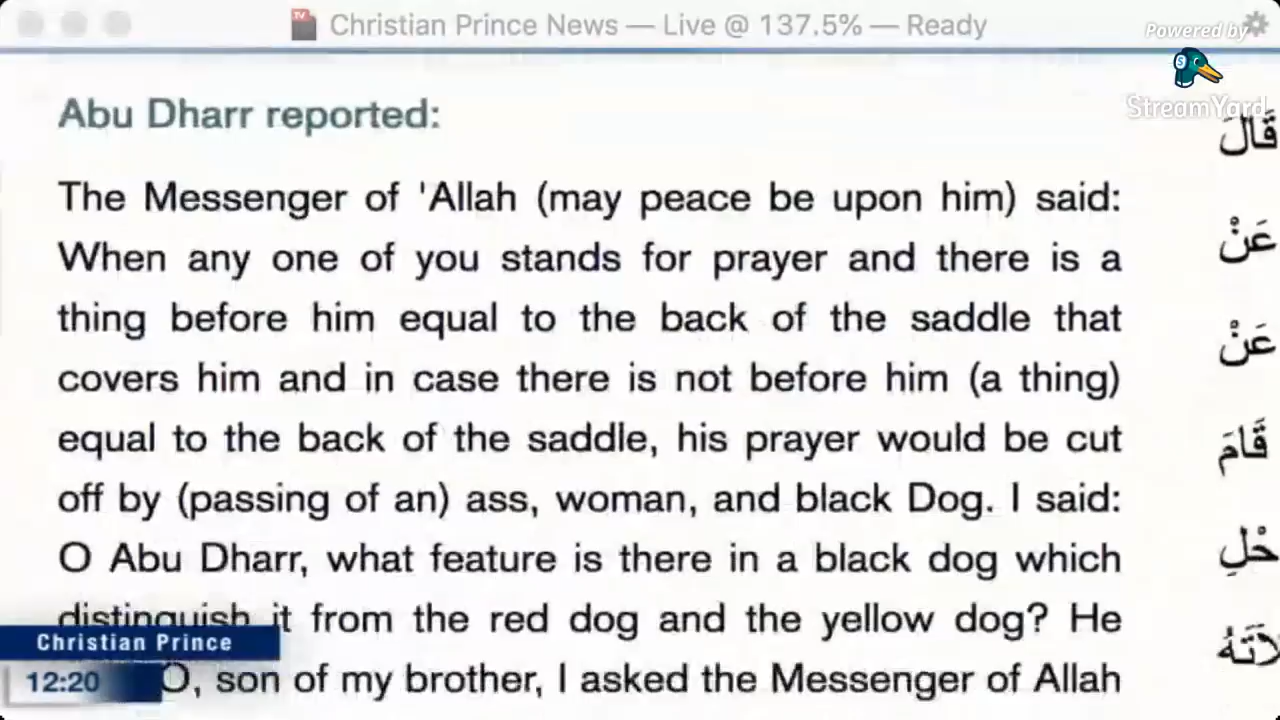 Christian Prince News — Live @ 137.5% — Ready
Powered by
StreamYard
Abu Dharr reported:
The Messenger of 'Allah (may peace be upon him) said:
When any one of you stands for prayer and there is a
thing before him equal to the back of the saddle that
covers him and in case there is not before him (a thing)
equal to the back of the saddle, his prayer would be cut
off by (passing of an) ass, woman, and black Dog. I said:
O Abu Dharr, what feature is there in a black dog which
distinguish it from the red dog and the yellow dog? He
O, son of my brother, I asked the Messenger of Allah
قَالَ
عَنْ
عَنْ
قَامَ
Christian Prince
12:20